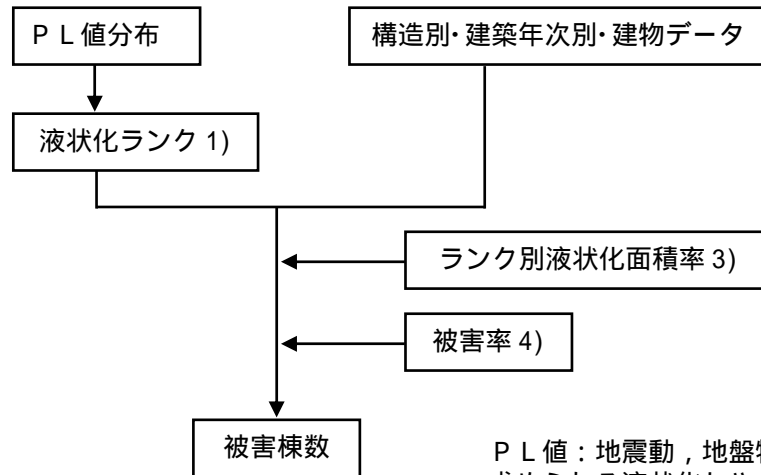 ＰＬ値分布
構造別･建築年次別･建物データ
液状化ランク 1)
ランク別液状化面積率 3)
被害率 4)
被害棟数
ＰＬ値：地震動，地盤